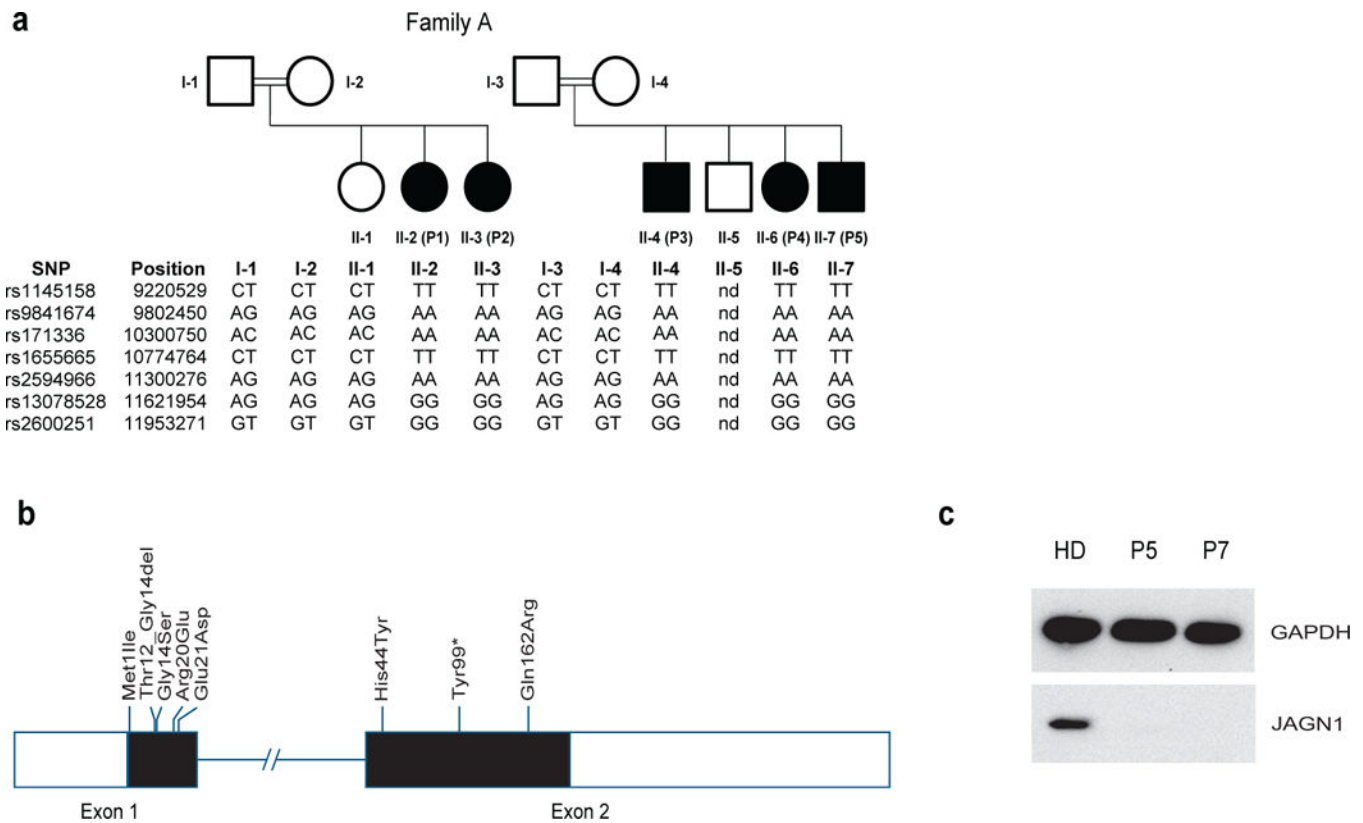 a
Family A
I-1
I-2
I-3
I-4
II-1 II-2 (P1) II-3 (P2) II-4 (P3) II-5 II-6 (P4) II-7 (P5)
SNP Position I-1 I-2 II-1 II-2 II-3 I-3 I-4 II-4 II-5 II-6 II-7
rs1145158 9220529 CT CT CT TT TT CT CT TT nd TT TT
rs9841674 9802450 AG AG AG AA AA AG AG AA nd AA AA
rs171336 10300750 AC AC AC AA AA AC AC AA nd AA AA
rs1655665 10774764 CT CT CT TT TT CT CT TT nd TT TT
rs2594966 11300276 AG AG AG AA AA AG AG AA nd AA AA
rs13078528 11621954 AG AG AG GG GG AG AG GG nd GG GG
rs2600251 11953271 GT GT GT GG GG GT GT GG nd GG GG
b
Met1Ile
Thr12_Gly14del
Gly14Ser
Arg20Glu
Glu21Asp
His44Tyr
Tyr99*
Gln162Arg
Exon 1
Exon 2
c
HD P5 P7
GAPDH
JAGN1